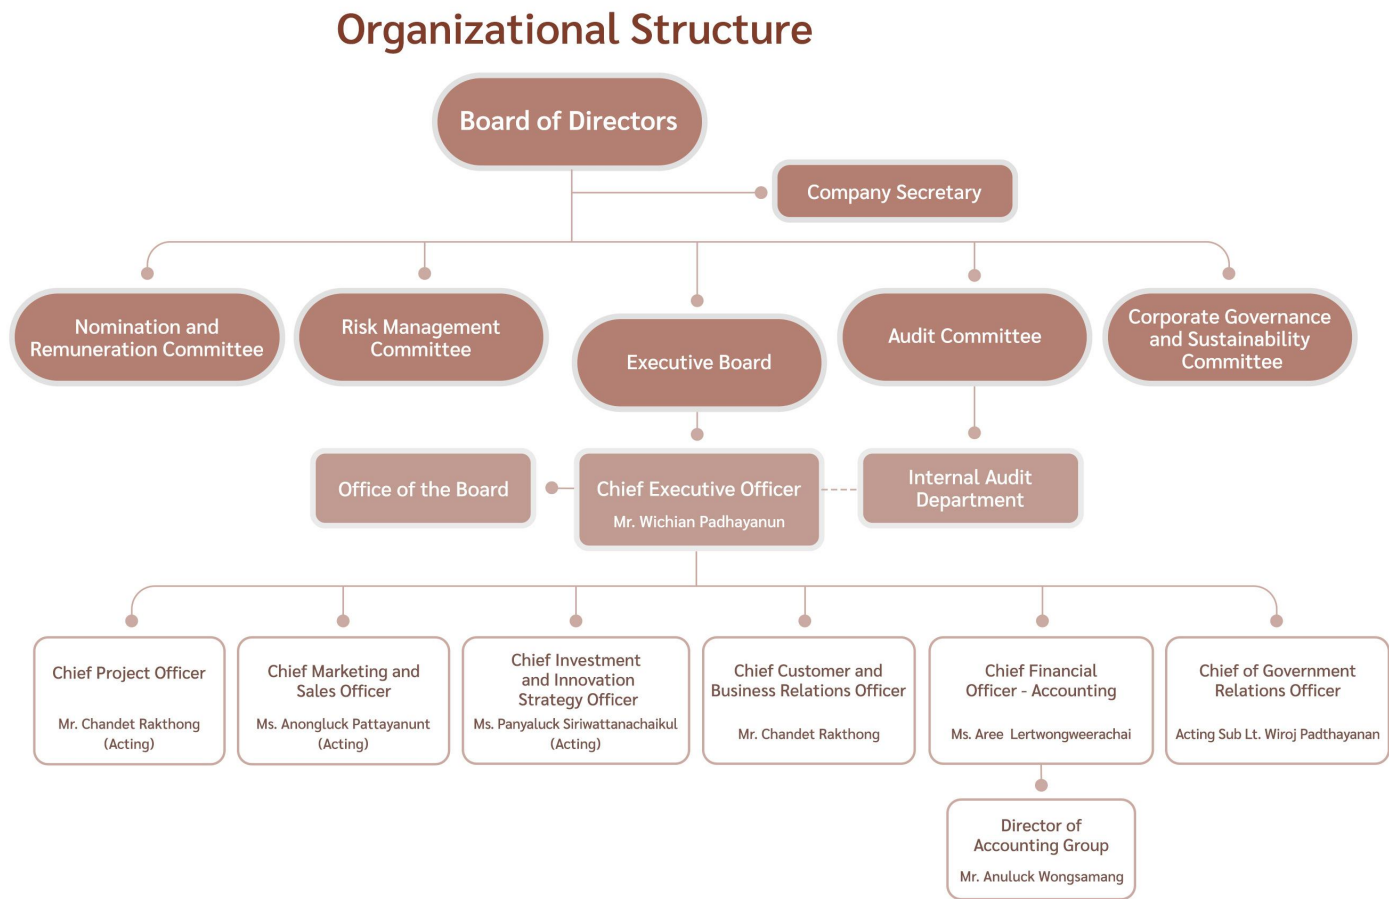 Organizational Structure
Board of Directors
Company Secretary
Nomination and
Remuneration Committee
Risk Management
Committee
Executive Board
Audit Committee
Corporate Governance
and Sustainability
Committee
Office of the Board
Chief Executive Officer
Mr. Wichian Padhayanun
Internal Audit
Department
Chief Project Officer
Mr. Chandet Rakthong
(Acting)
Chief Marketing and
Sales Officer
Ms. Anongluck Pattayanunt
(Acting)
Chief Investment
and Innovation
Strategy Officer
Ms. Panyaluck Siriwattanachaikul
(Acting)
Chief Customer and
Business Relations Officer
Mr. Chandet Rakthong
Chief Financial
Officer - Accounting
Ms. Aree Lertwongweerachai
Chief of Government
Relations Officer
Acting Sub Lt. Wiroj Padthayanan
Director of
Accounting Group
Mr. Anuluck Wongsamang